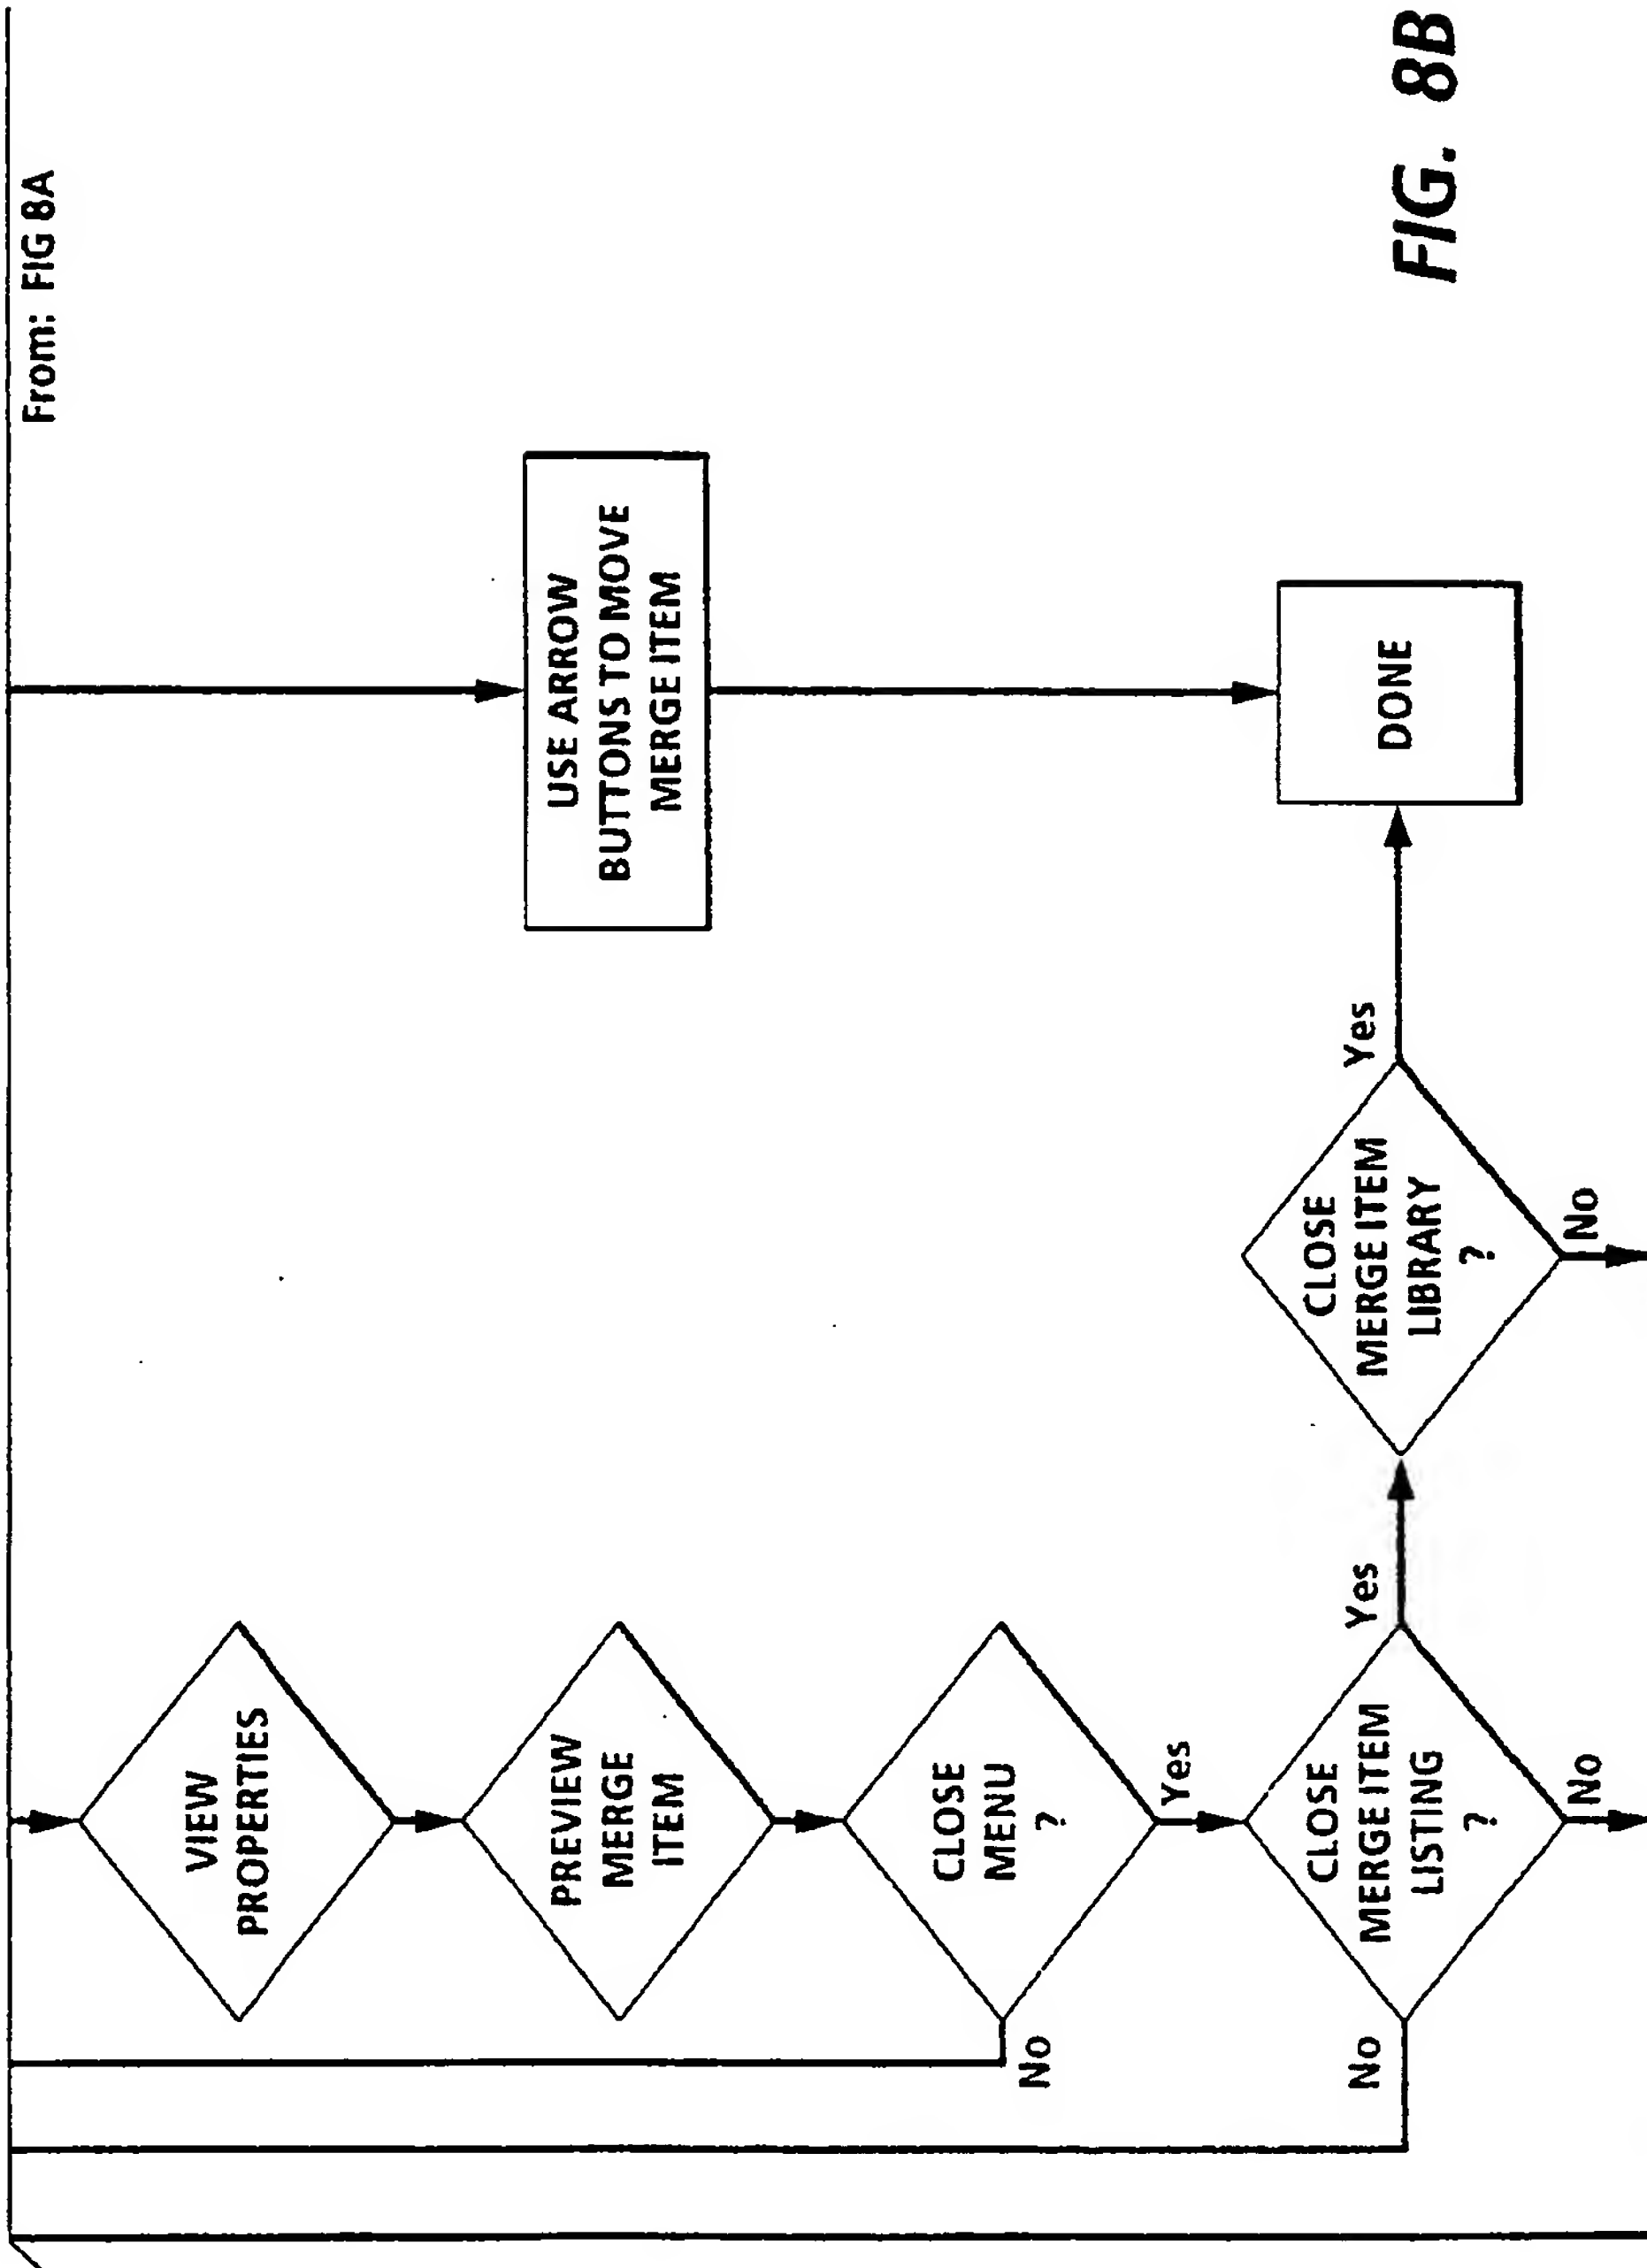 From: FIG 8A
VIEW
PROPERTIES
PREVIEW
MERGE
ITEM
CLOSE
MENU
?
No
Yes
CLOSE
MERGE ITEM
LISTING
?
No
No
Yes
CLOSE
MERGE ITEM
LIBRARY
?
No
Yes
USE ARROW
BUTTONS TO MOVE
MERGE ITEM
DONE
FIG. 8B